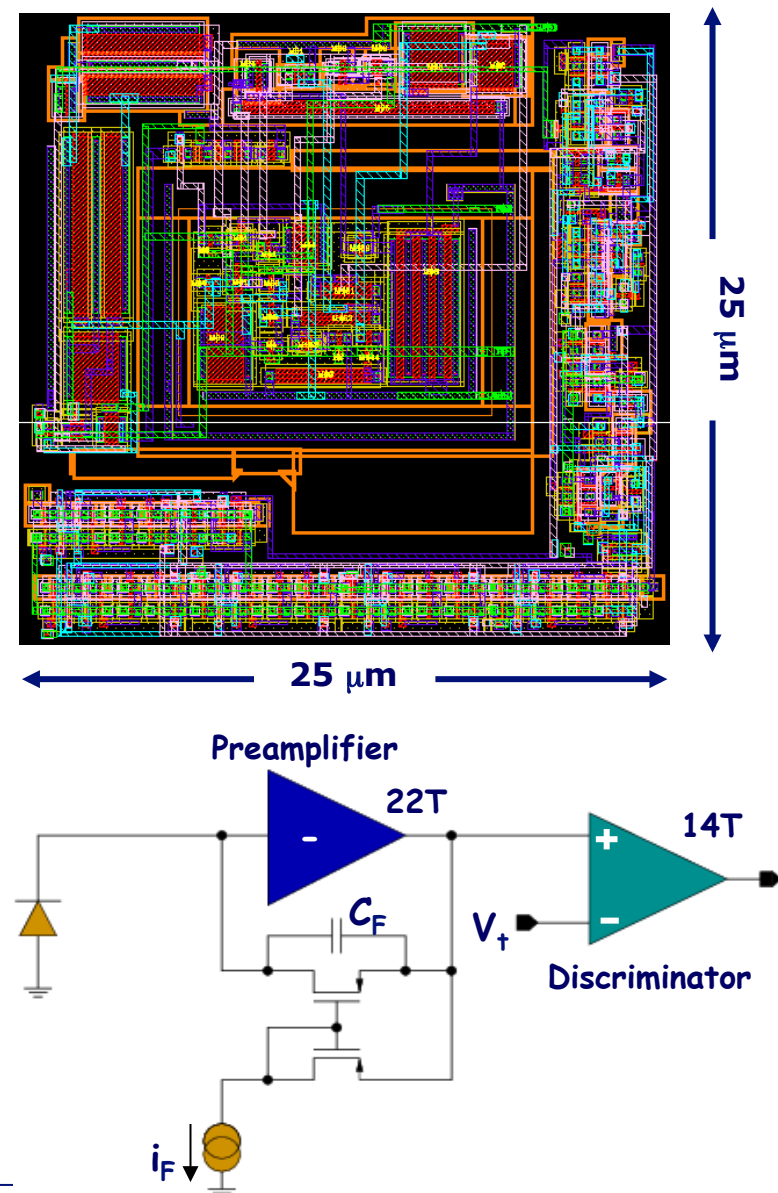 25 μm
25 μm
Preamplifier
22T
-
14T
+
C_F
V_t
-
Discriminator
i_F